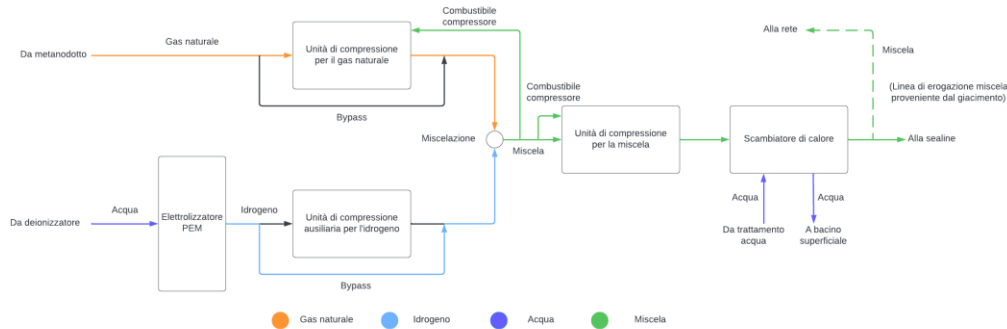 Combustibile
compressore
Alla rete
Gas naturale
Da metanodotto
Unità di compressione
per il gas naturale
Miscela
Combustibile
compressore
(Linea di erogazione miscela
proveniente dal giacimento)
Bypass
Miscelazione
Miscela
Unità di compressione
per la miscela
Scambiatore di calore
Alla sealine
Acqua
Acqua
Da trattamento
acqua
A bacino
superficiale
Da deionizzatore
Acqua
Elettrolizzatore
PEM
Idrogeno
Unità di compressione
ausiliaria per l'idrogeno
Bypass
Gas naturale
Idrogeno
Acqua
Miscela